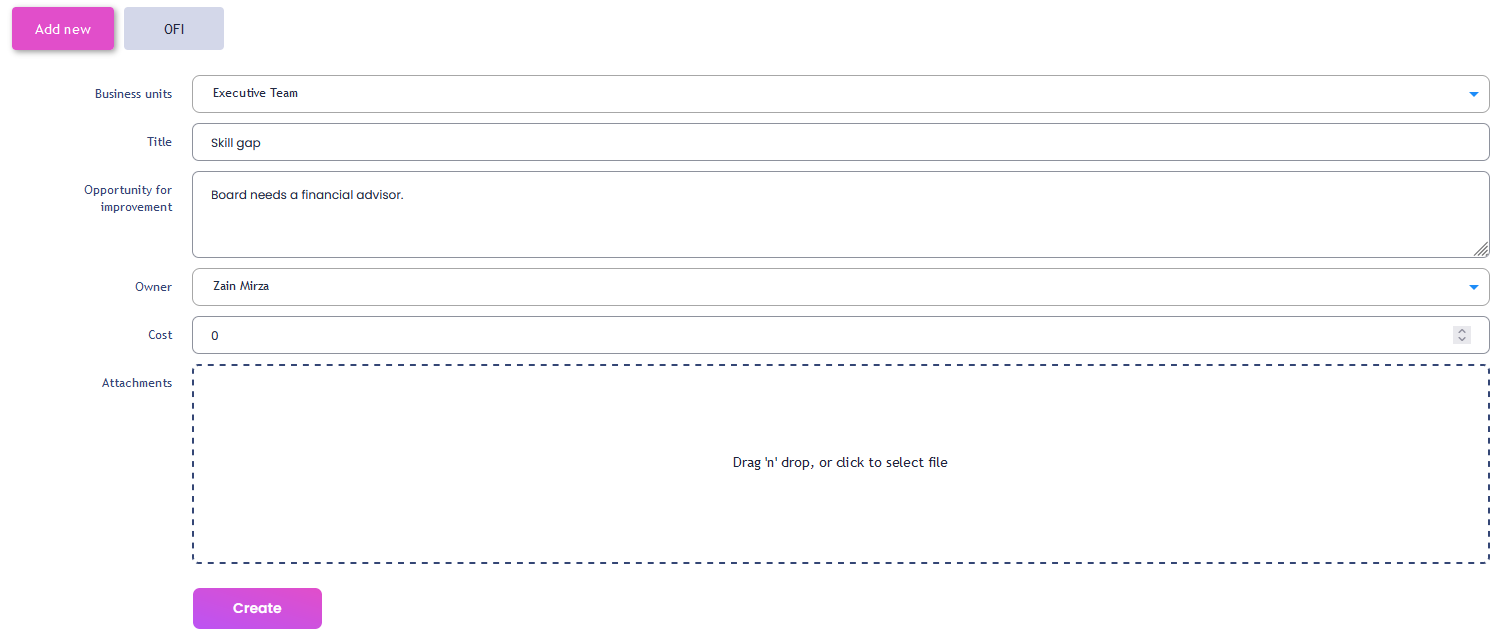 Add new
OFI
Business units
Executive Team
Title
Skill gap
Opportunity for
improvement
Board needs a financial advisor.
Owner
Zain Mirza
Cost
0
Attachments
Drag 'n' drop, or click to select file
Create